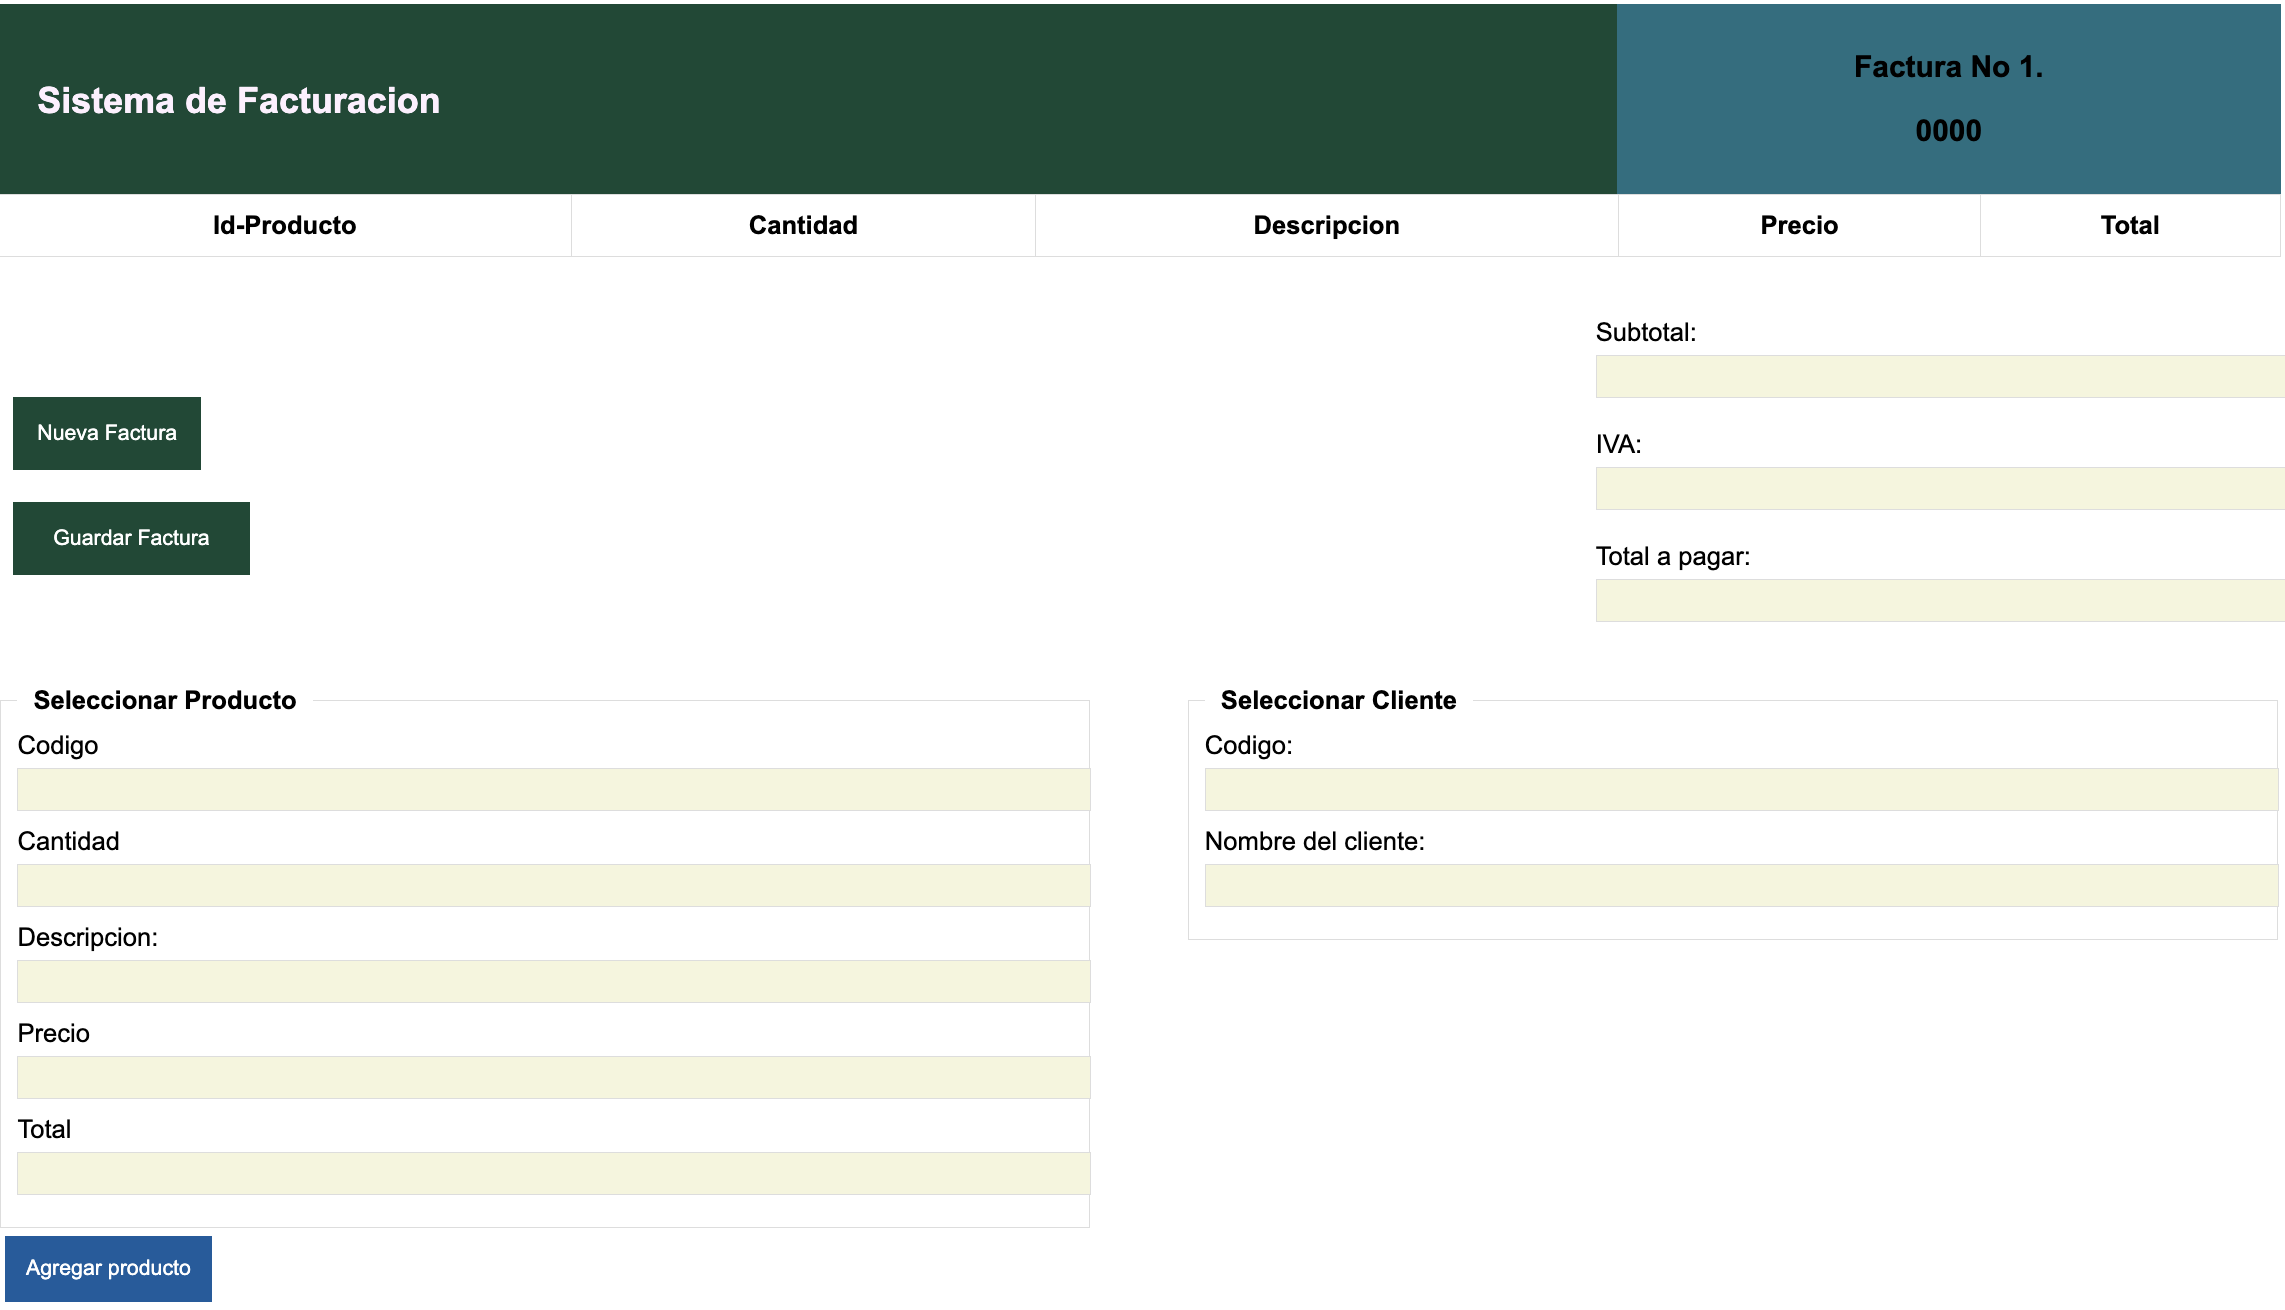 Sistema de Facturacion
Factura No 1.
0000
Id-Producto Cantidad Descripcion Precio Total
Subtotal:
Nueva Factura
IVA:
Guardar Factura
Total a pagar:
Seleccionar Producto
Codigo
Cantidad
Descripcion:
Precio
Total
Seleccionar Cliente
Codigo:
Nombre del cliente:
Agregar producto